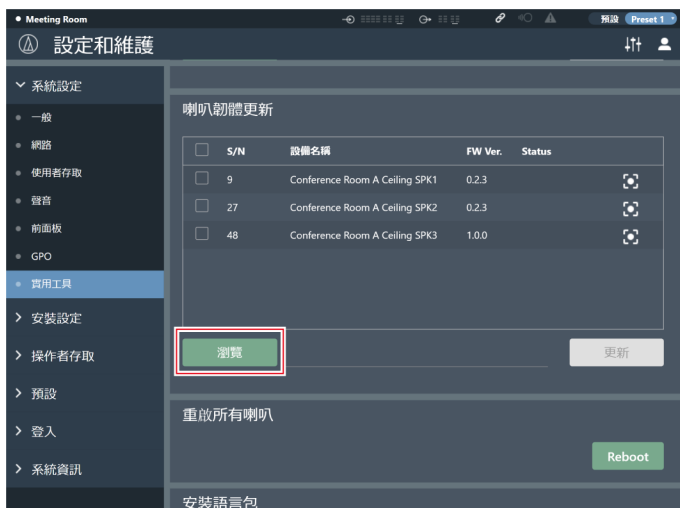 Meeting Room
預設 Preset 1
設定和維護
系統設定
一般
網路
使用者存取
聲音
前面板
GPO
實用工具
安裝設定
操作者存取
預設
登入
系統資訊
喇叭韌體更新
S/N 設備名稱 FW Ver. Status
9 Conference Room A Ceiling SPK1 0.2.3
27 Conference Room A Ceiling SPK2 0.2.3
48 Conference Room A Ceiling SPK3 1.0.0
瀏覽 更新
重啟所有喇叭
Reboot
安裝語言包